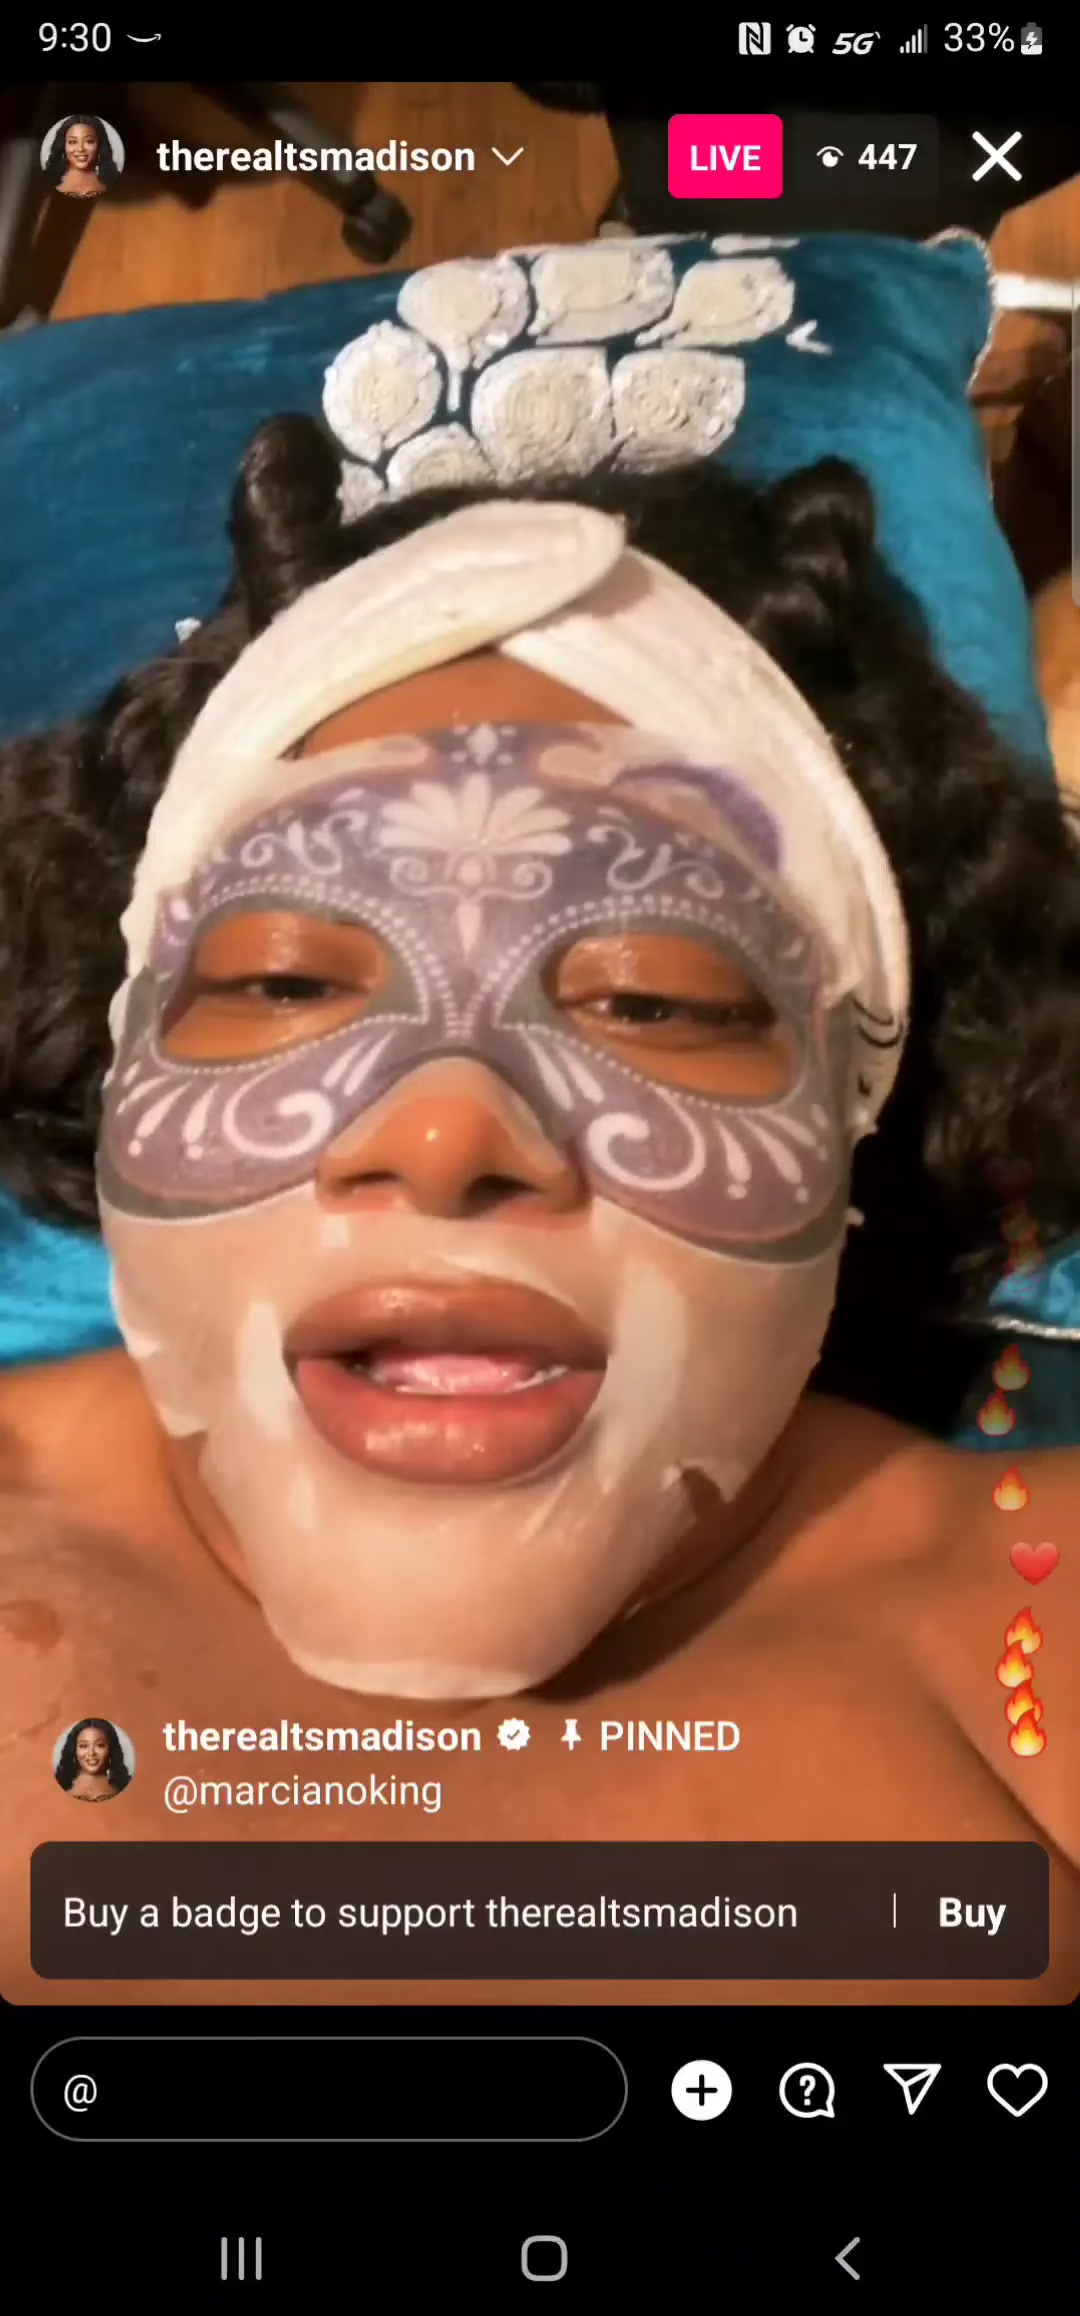 9:30 5G 33%
therealtsmadison LIVE 447
therealtsmadison PINNED
@marcianoking
Buy a badge to support therealtsmadison | Buy
@